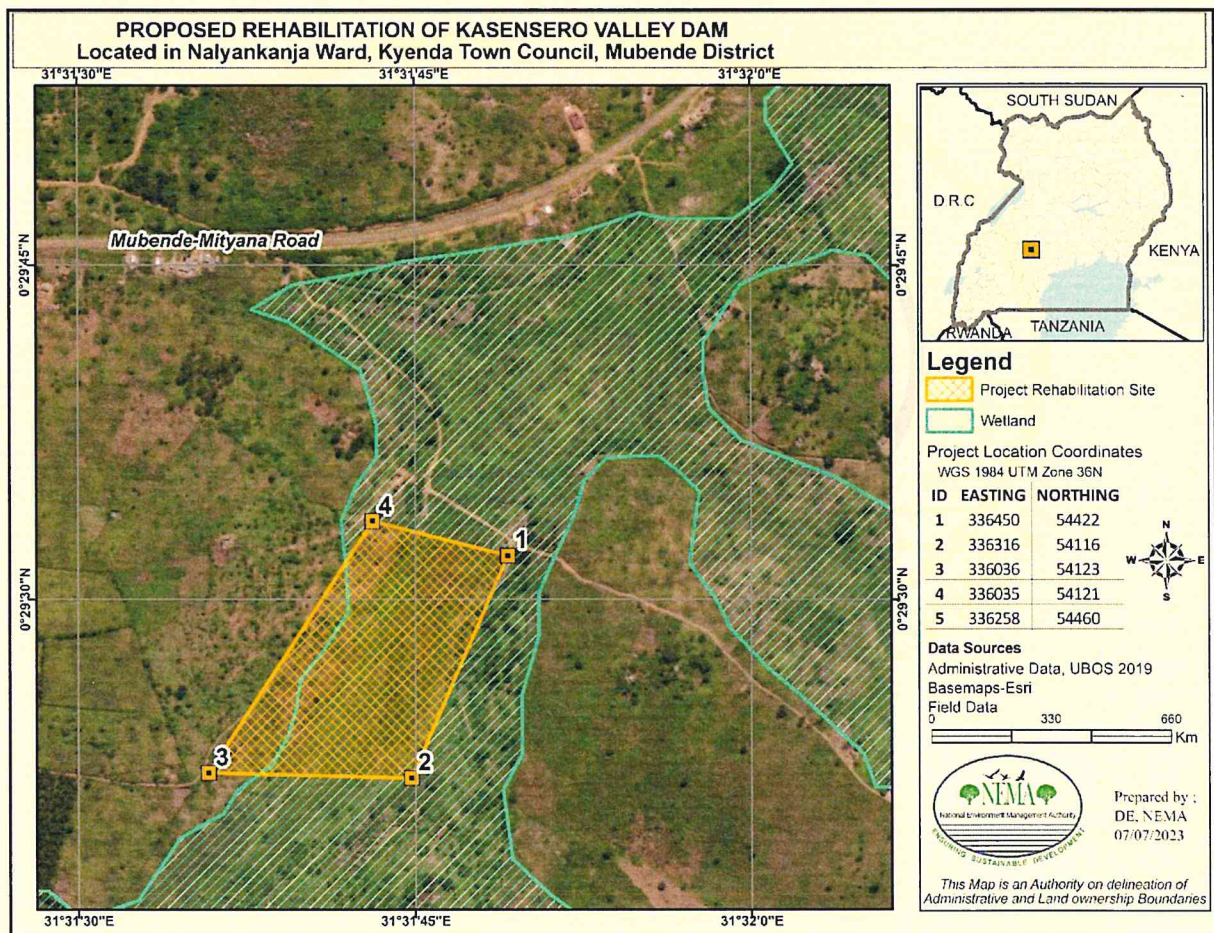 PROPOSED REHABILITATION OF KASENSERO VALLEY DAM
Located in Nalyankanja Ward, Kyenda Town Council, Mubende District
31°31'30"E
31°31'45"E
31°32'0"E
0°29'45"N
0°29'45"N
Mubende-Mityana Road
4
1
0°29'30"N
0°29'30"N
3
2
31°31'30"E
31°31'45"E
31°32'0"E
SOUTH SUDAN
D.R.C
KENYA
RWANDA
TANZANIA
Legend
Project Rehabilitation Site
Wetland
Project Location Coordinates
WGS 1984 UTM Zone 36N
ID EASTING NORTHING
1 336450 54422
2 336316 54116
3 336036 54123
4 336035 54121
5 336258 54460
N
W E
S
Data Sources
Administrative Data, UBOS 2019
Basemaps-Esri
Field Data
0 330 660
Km
NEMA
National Environment Management Authority
ENSURING SUSTAINABLE DEVELOPMENT
Prepared by ;
DE, NEMA
07/07/2023
This Map is an Authority on delineation of
Administrative and Land ownership Boundaries